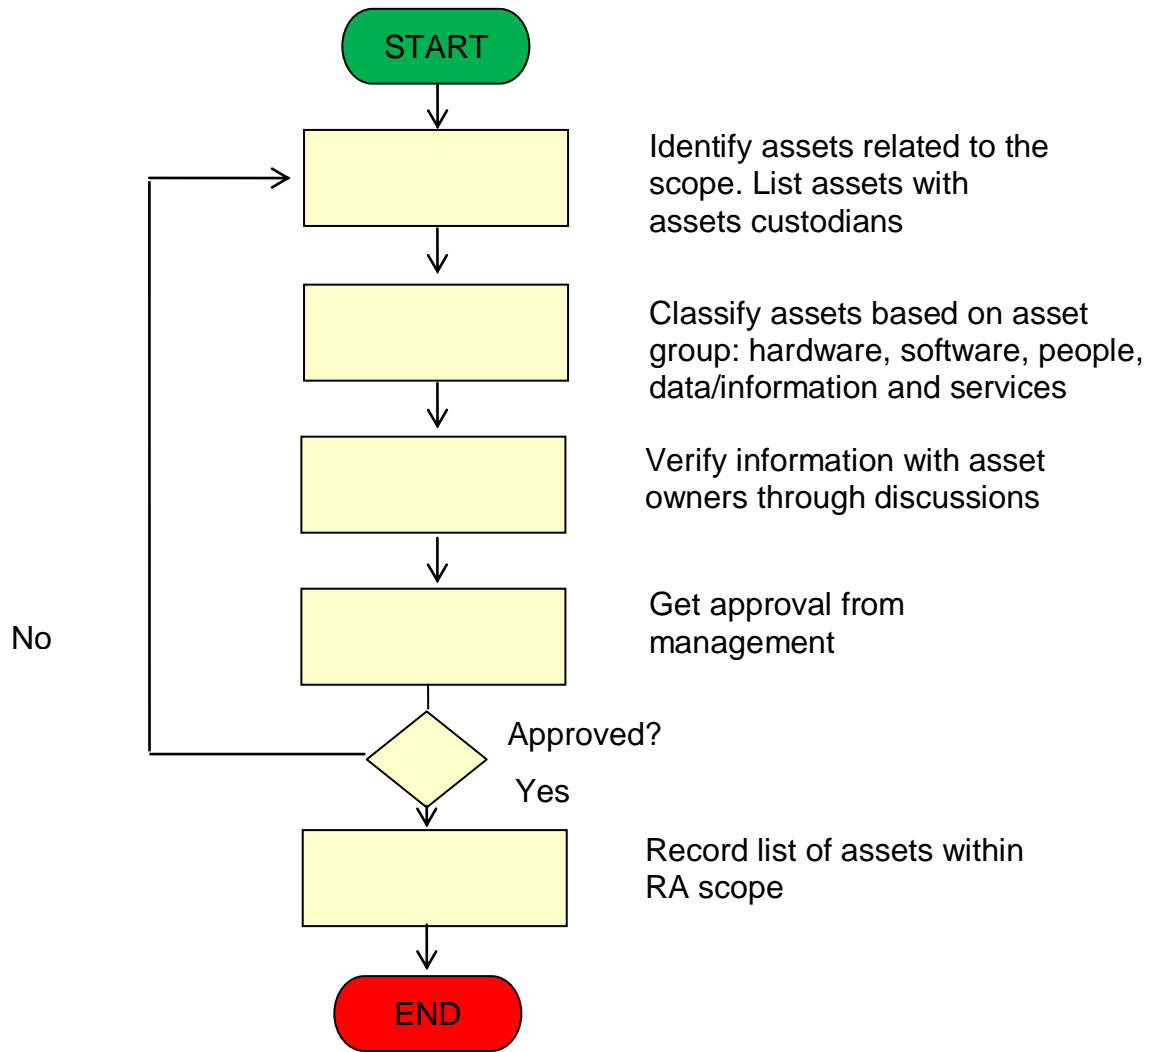 START
Identify assets related to the
scope. List assets with
assets custodians
Classify assets based on asset
group: hardware, software, people,
data/information and services
Verify information with asset
owners through discussions
Get approval from
management
No
Approved?
Yes
Record list of assets within
RA scope
END